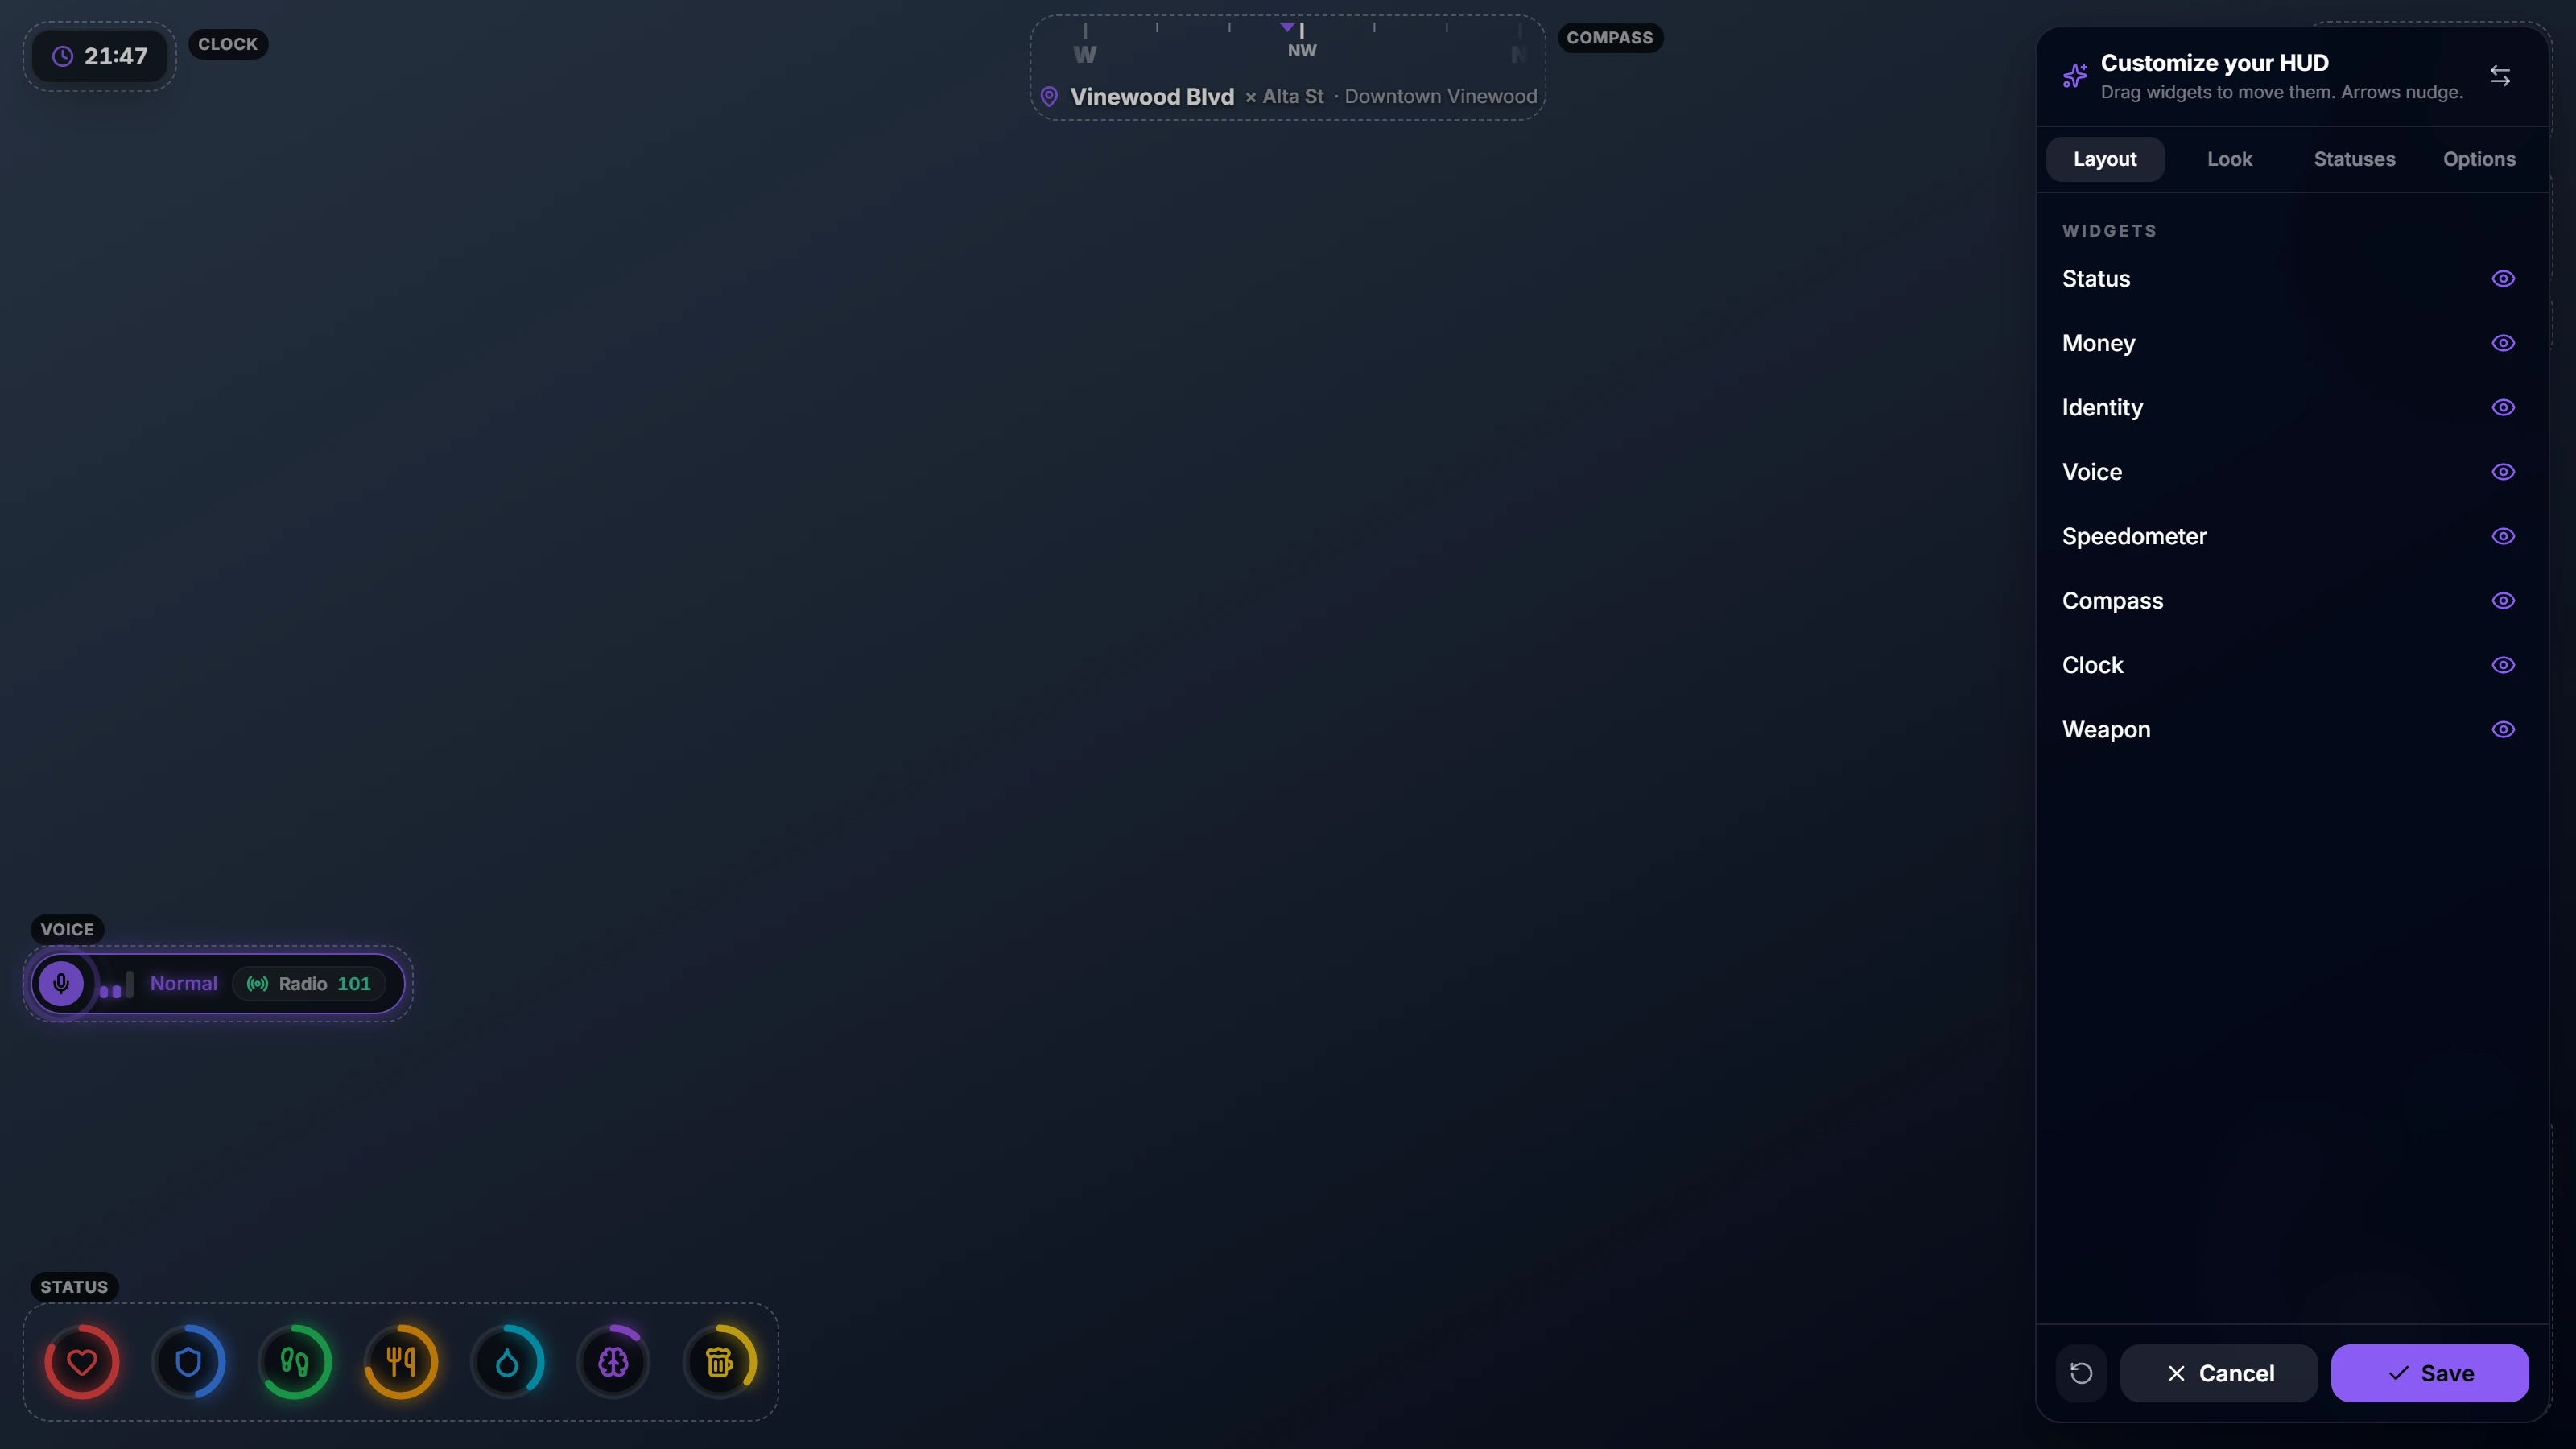 21:47
CLOCK
W
NW
N
COMPASS
Vinewood Blvd × Alta St · Downtown Vinewood
Customize your HUD
Drag widgets to move them. Arrows nudge.
Layout Look Statuses Options
WIDGETS
Status
Money
Identity
Voice
Speedometer
Compass
Clock
Weapon
VOICE
Normal Radio 101
STATUS
Cancel Save